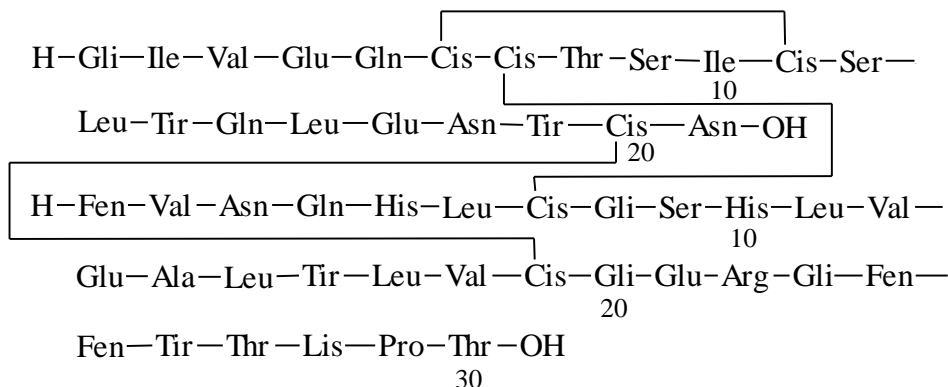 H–Gli–Ile–Val–Glu–Gln–Cis–Cis–Thr–Ser–Ile–Cis–Ser–
10
Leu–Tir–Gln–Leu–Glu–Asn–Tir–Cis–Asn–OH
20
H–Fen–Val–Asn–Gln–His–Leu–Cis–Gli–Ser–His–Leu–Val–
10
Glu–Ala–Leu–Tir–Leu–Val–Cis–Gli–Glu–Arg–Gli–Fen–
20
Fen–Tir–Thr–Lis–Pro–Thr–OH
30